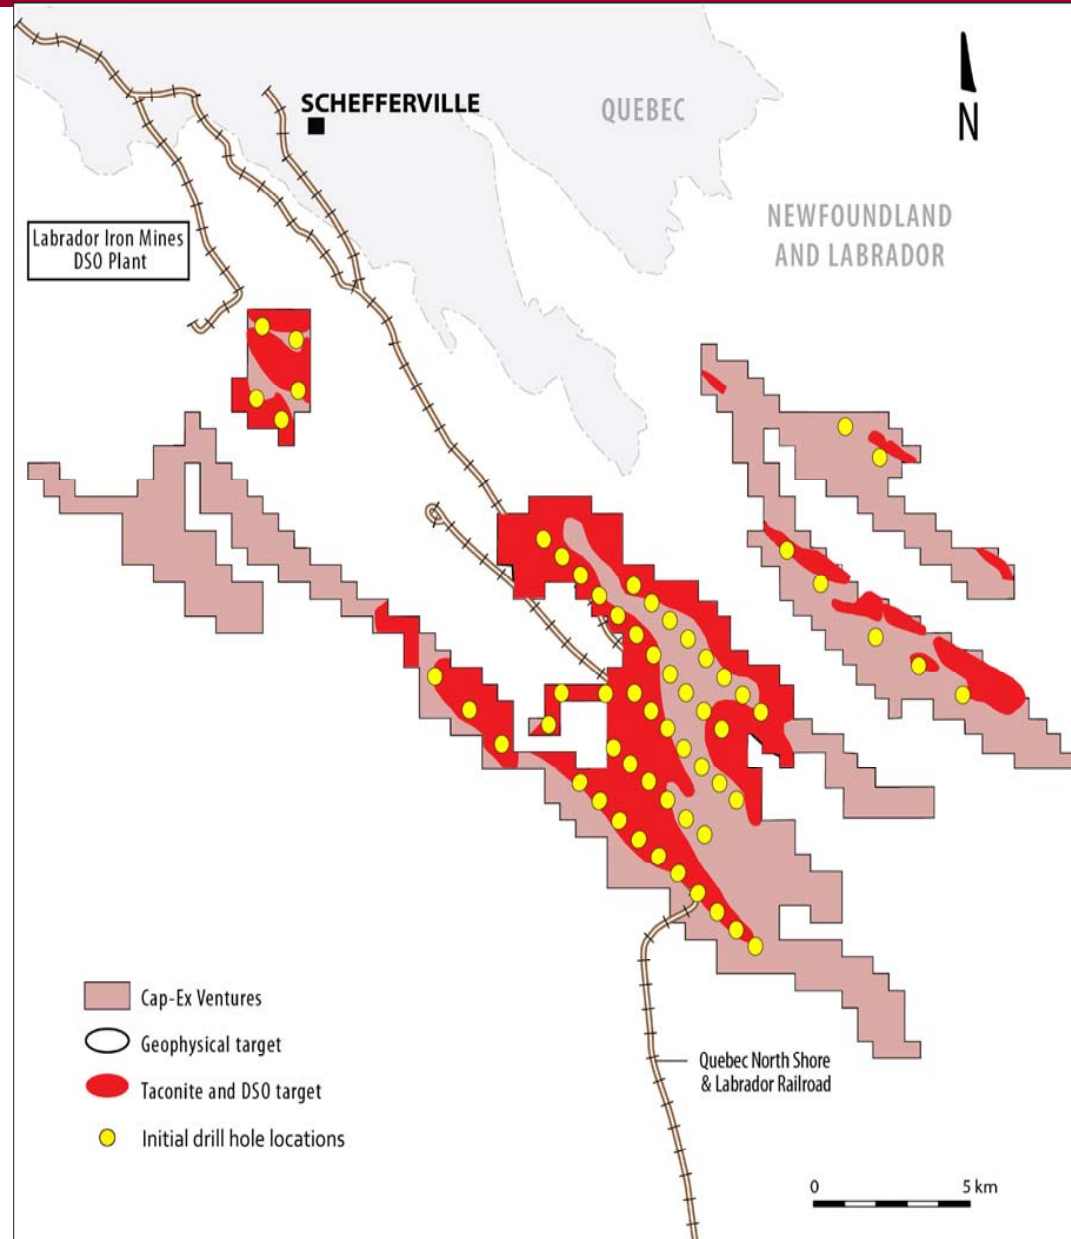 SCHEFFERVILLE
QUEBEC
N
NEWFOUNDLAND
AND LABRADOR
Labrador Iron Mines
DSO Plant
Cap-Ex Ventures
Geophysical target
Taconite and DSO target
Initial drill hole locations
Quebec North Shore
& Labrador Railroad
0 5 km